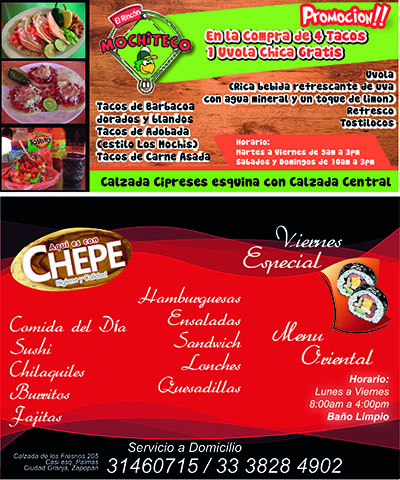 El Rincón
MOCHITECO
Promocion!!
En la Compra de 4 Tacos
1 Uvola Chica Gratis
Uvola
(Rica bebida refrescante de uva
con agua mineral y un toque de limon)
Refresco
Tostilocos
Tacos de Barbacoa
dorados y blandos
Tacos de Adobada
(estilo Los Mochis)
Tacos de Carne Asada
Horario:
Martes a Viernes de 9am a 3pm
Sabados y Domingos de 10am a 3pm
Calzada Cipreses esquina con Calzada Central
Aqui es con
CHEPE
Higiene y Calidad
Viernes
Especial
Comida del Día
Sushi
Chilaquiles
Burritos
Fajitas
Hamburguesas
Ensaladas
Sandwich
Lonches
Quesadillas
Menu
Oriental
Horario:
Lunes a Viernes
8:00am a 4:00pm
Baño Limpio
Calzada de los Fresnos 205
Casi esq. Palmas
Ciudad Granja, Zapopan
Servicio a Domicilio
31460715 / 33 3828 4902